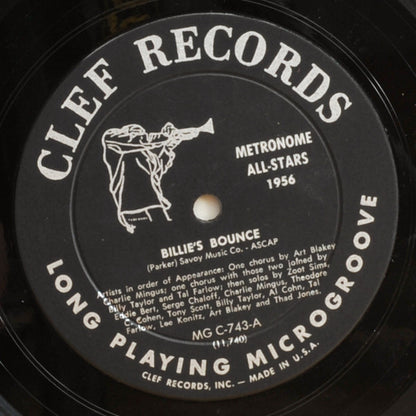 CLEF RECORDS
METRONOME
ALL-STARS
1956
BILLIE'S BOUNCE
(Parker) Savoy Music Co. - ASCAP
Artists in order of Appearance: One chorus by Art Blakey
Charlie Mingus; one chorus with those two joined by
Billy Taylor and Tal Farlow; then solos by Zoot Sims,
Eddie Bert, Serge Chaloff, Charlie Mingus, Theodore
Cohen, Tony Scott, Billy Taylor, Al Cohn, Tal
Farlow, Lee Konitz, Art Blakey and Thad Jones.
MG C-743-A
(11,740)
LONG PLAYING MICROGROOVE
CLEF RECORDS, INC. — MADE IN U.S.A.